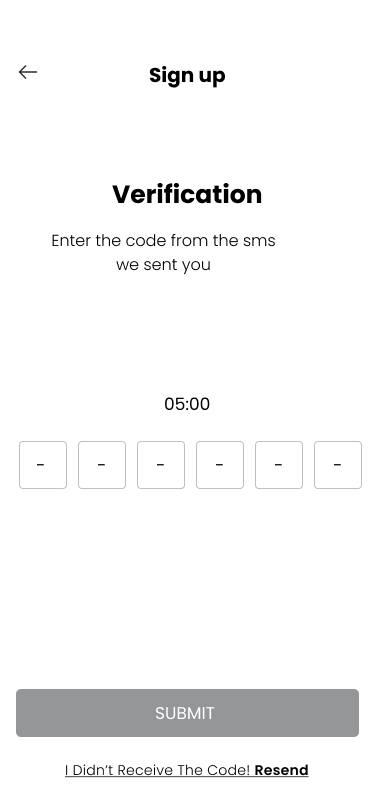 Sign up
Verification
Enter the code from the sms
we sent you
05:00
- - - - - -
SUBMIT
I Didn’t Receive The Code! Resend